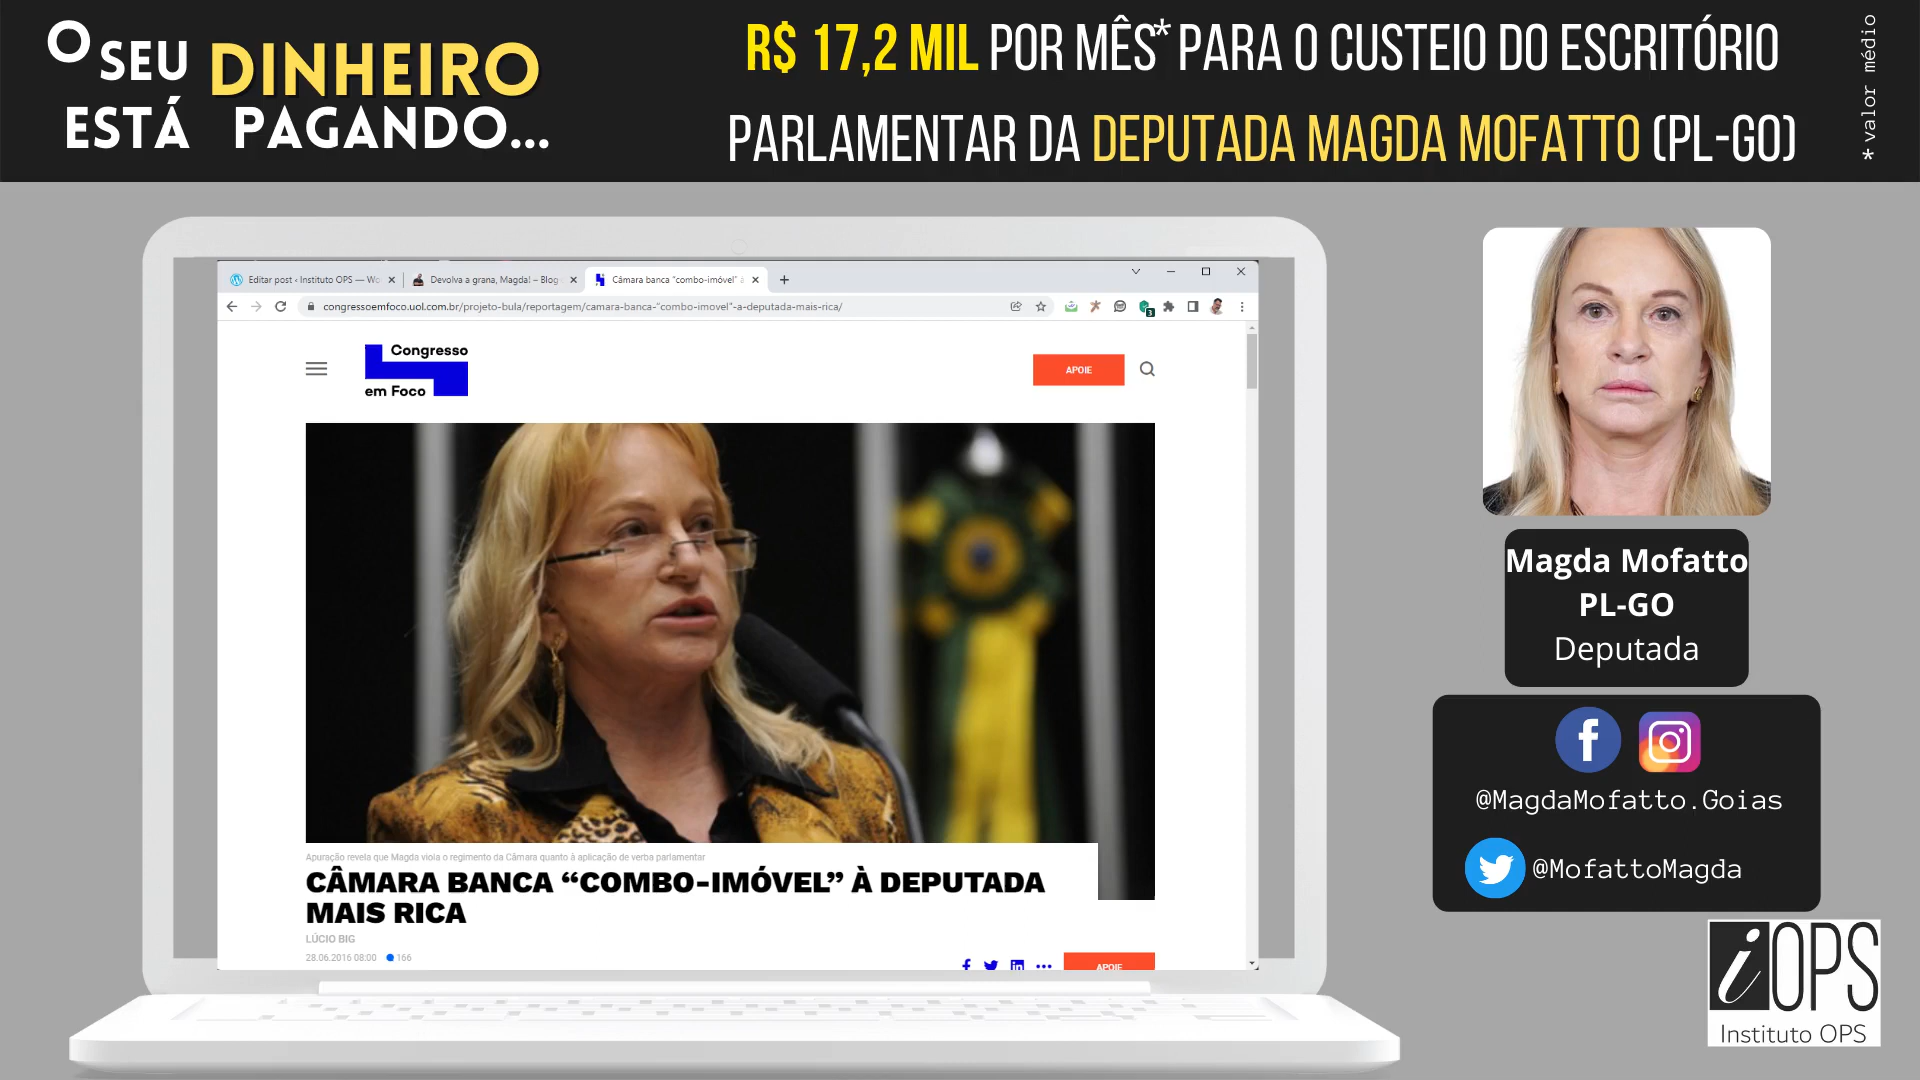 O SEU DINHEIRO
ESTÁ PAGANDO...
R$ 17,2 MIL POR MÊS* PARA O CUSTEIO DO ESCRITÓRIO
PARLAMENTAR DA DEPUTADA MAGDA MOFATTO (PL-GO)
* valor médio
Editar post ‹ Instituto OPS — Wo
Devolva a grana, Magda! – Blog
Câmara banca “combo-imóvel” à
congressoemfoco.uol.com.br/projeto-bula/reportagem/camara-banca-“combo-imovel”-a-deputada-mais-rica/
3
Congresso
em Foco
APOIE
Apuração revela que Magda viola o regimento da Câmara quanto à aplicação de verba parlamentar
CÂMARA BANCA “COMBO-IMÓVEL” À DEPUTADA
MAIS RICA
LÚCIO BIG
28.06.2016 08:00 166
APOIE
Magda Mofatto
PL-GO
Deputada
@MagdaMofatto.Goias
@MofattoMagda
iOPS
Instituto OPS